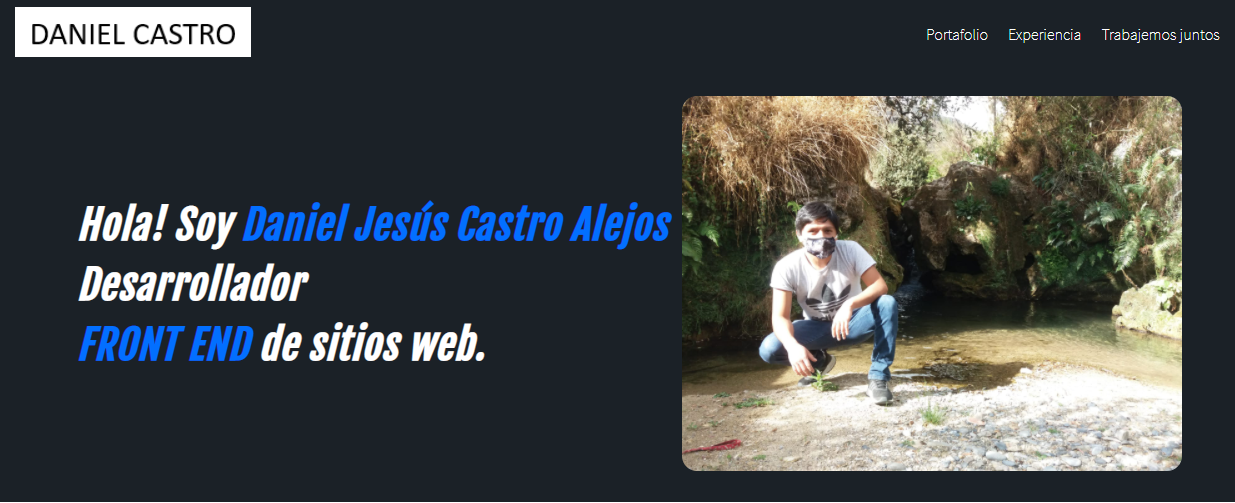 DANIEL CASTRO
Portafolio Experiencia Trabajemos juntos
Hola! Soy Daniel Jesús Castro Alejos
Desarrollador
FRONT END de sitios web.